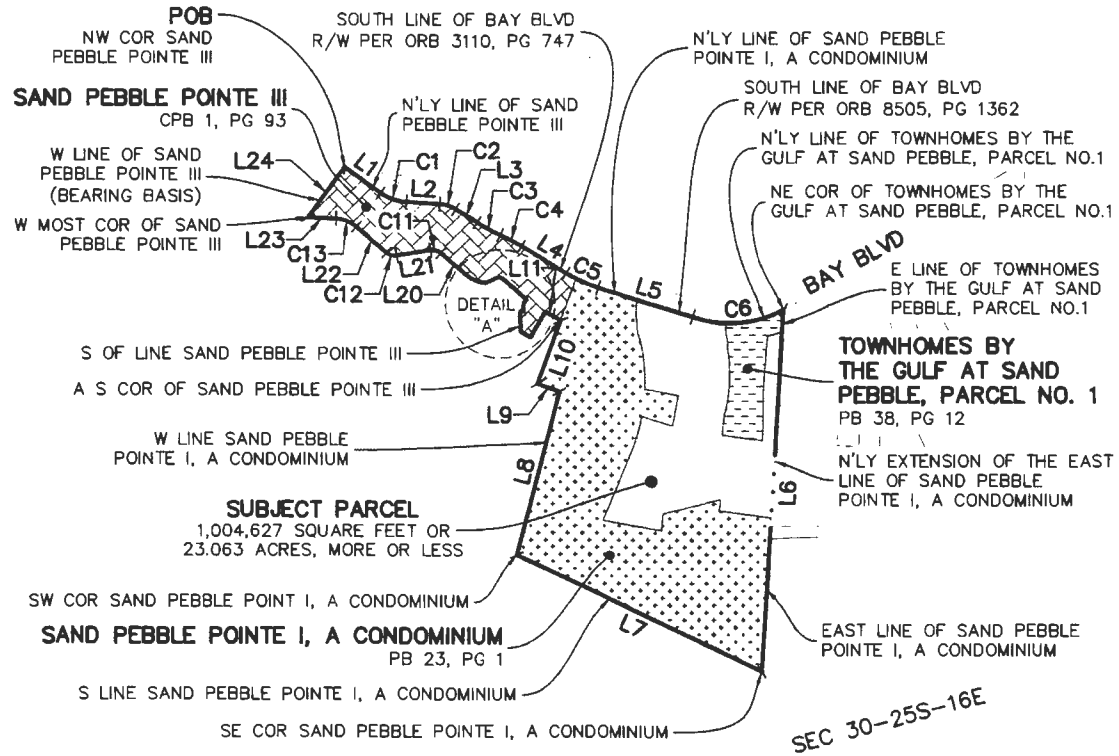 POB
NW COR SAND
PEBBLE POINTE III
SOUTH LINE OF BAY BLVD
R/W PER ORB 3110, PG 747
N'LY LINE OF SAND PEBBLE
POINTE I, A CONDOMINIUM
SAND PEBBLE POINTE III
CPB 1, PG 93
N'LY LINE OF SAND
PEBBLE POINTE III
SOUTH LINE OF BAY BLVD
R/W PER ORB 8505, PG 1362
W LINE OF SAND
PEBBLE POINTE III
(BEARING BASIS)
L24
L1
C1
L2
C2
L3
C3
C4
N'LY LINE OF TOWNHOMES BY THE
GULF AT SAND PEBBLE, PARCEL NO.1
NE COR OF TOWNHOMES BY THE
GULF AT SAND PEBBLE, PARCEL NO.1
W MOST COR OF SAND
PEBBLE POINTE III
L23
C13
L22
C12
C11
L21
L20
L11
L4
C5
L5
C6
BAY BLVD
E LINE OF TOWNHOMES
BY THE GULF AT SAND
PEBBLE, PARCEL NO.1
DETAIL
"A"
S OF LINE SAND PEBBLE POINTE III
A S COR OF SAND PEBBLE POINTE III
L10
L9
TOWNHOMES BY
THE GULF AT SAND
PEBBLE, PARCEL NO. 1
PB 38, PG 12
W LINE SAND PEBBLE
POINTE I, A CONDOMINIUM
L8
L6
N'LY EXTENSION OF THE EAST
LINE OF SAND PEBBLE
POINTE I, A CONDOMINIUM
SUBJECT PARCEL
1,004,627 SQUARE FEET OR
23.063 ACRES, MORE OR LESS
SW COR SAND PEBBLE POINT I, A CONDOMINIUM
SAND PEBBLE POINTE I, A CONDOMINIUM
PB 23, PG 1
L7
EAST LINE OF SAND PEBBLE
POINTE I, A CONDOMINIUM
S LINE SAND PEBBLE POINTE I, A CONDOMINIUM
SE COR SAND PEBBLE POINTE I, A CONDOMINIUM
SEC 30-25S-16E